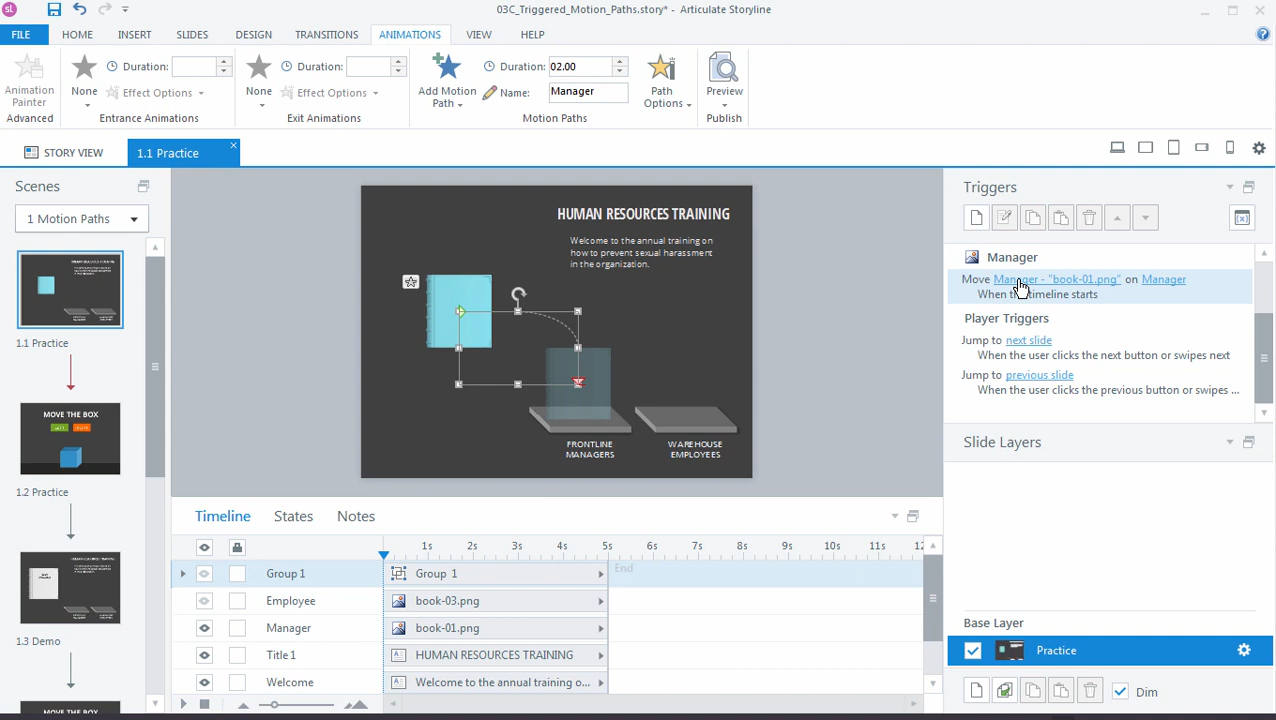 03C_Triggered_Motion_Paths.story* - Articulate Storyline
FILE HOME INSERT SLIDES DESIGN TRANSITIONS ANIMATIONS VIEW HELP
Animation Painter
None
Duration:
Effect Options
None
Duration:
Effect Options
Add Motion Path
Duration: 02.00
Name: Manager
Path Options
Preview
Advanced
Entrance Animations
Exit Animations
Motion Paths
Publish
STORY VIEW
1.1 Practice
Scenes
1 Motion Paths
1.1 Practice
MOVE THE BOX
1.2 Practice
1.3 Demo
MOVE THE BOX
HUMAN RESOURCES TRAINING
Welcome to the annual training on
how to prevent sexual harassment
in the organization.
FRONTLINE
MANAGERS
WAREHOUSE
EMPLOYEES
Timeline States Notes
1s 2s 3s 4s 5s 6s 7s 8s 9s 10s 11s
Group 1 Group 1 End
Employee book-03.png
Manager book-01.png
Title 1 HUMAN RESOURCES TRAINING
Welcome Welcome to the annual training o...
Triggers
Manager
Move Manager - "book-01.png" on Manager
When the timeline starts
Player Triggers
Jump to next slide
When the user clicks the next button or swipes next
Jump to previous slide
When the user clicks the previous button or swipes ...
Slide Layers
Base Layer
Practice
Dim